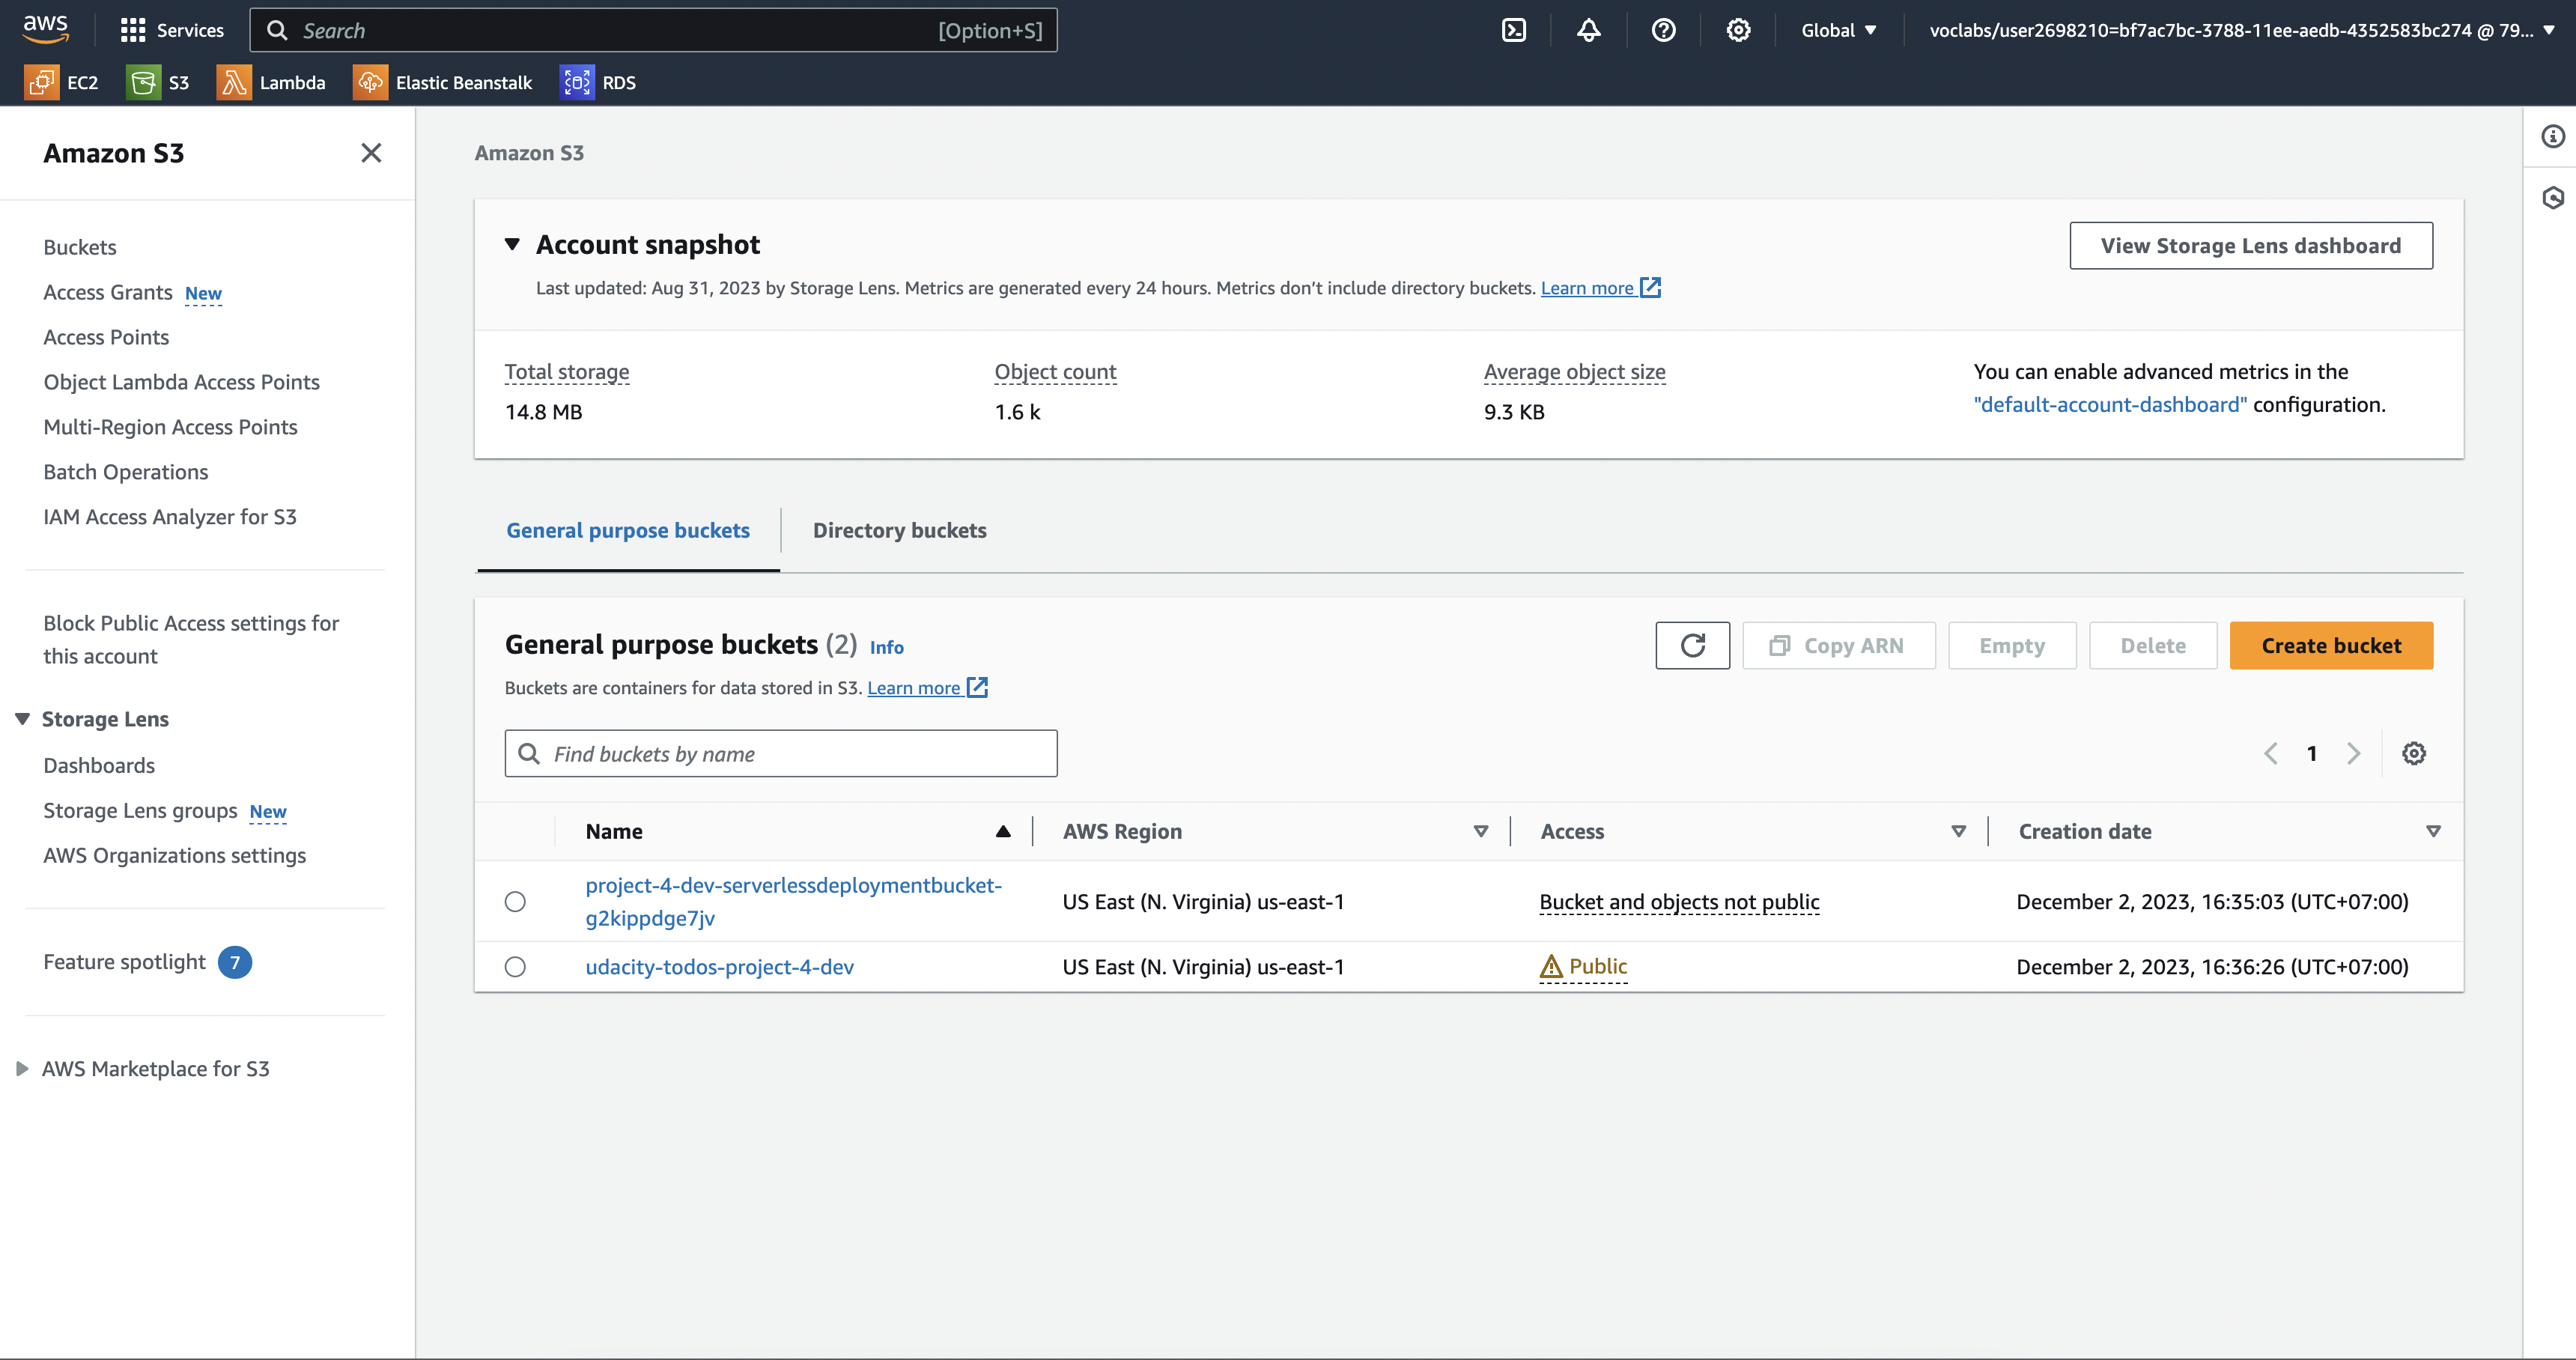 aws
Services
Search
[Option+S]
Global
voclabs/user2698210=bf7ac7bc-3788-11ee-aedb-4352583bc274 @ 79...
EC2
S3
Lambda
Elastic Beanstalk
RDS
Amazon S3
Buckets
Access Grants New
Access Points
Object Lambda Access Points
Multi-Region Access Points
Batch Operations
IAM Access Analyzer for S3
Block Public Access settings for
this account
Storage Lens
Dashboards
Storage Lens groups New
AWS Organizations settings
Feature spotlight 7
AWS Marketplace for S3
Amazon S3
Account snapshot
View Storage Lens dashboard
Last updated: Aug 31, 2023 by Storage Lens. Metrics are generated every 24 hours. Metrics don’t include directory buckets. Learn more
Total storage
14.8 MB
Object count
1.6 k
Average object size
9.3 KB
You can enable advanced metrics in the
"default-account-dashboard" configuration.
General purpose buckets
Directory buckets
General purpose buckets (2) Info
Copy ARN
Empty
Delete
Create bucket
Buckets are containers for data stored in S3. Learn more
Find buckets by name
1
Name
AWS Region
Access
Creation date
project-4-dev-serverlessdeploymentbucket-
g2kippdge7jv
US East (N. Virginia) us-east-1
Bucket and objects not public
December 2, 2023, 16:35:03 (UTC+07:00)
udacity-todos-project-4-dev
US East (N. Virginia) us-east-1
Public
December 2, 2023, 16:36:26 (UTC+07:00)